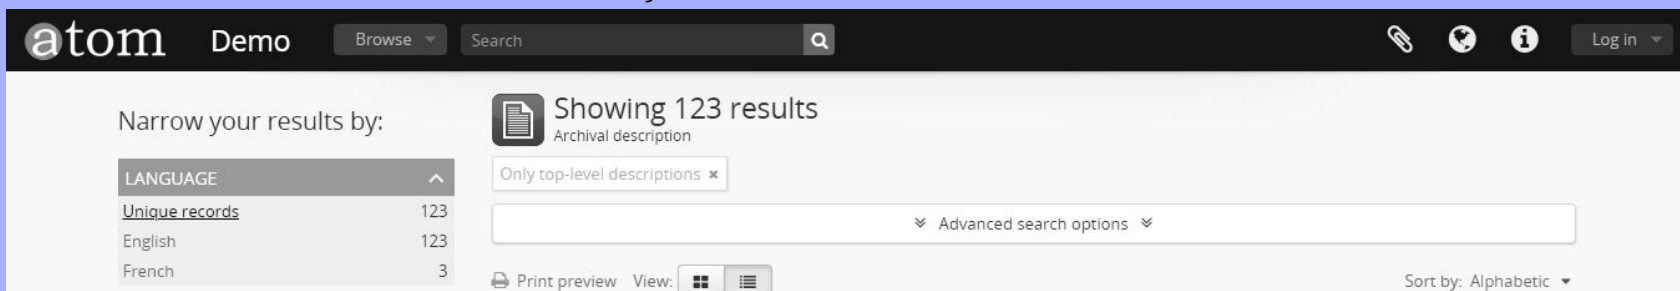 atom Demo Browse Search Log in
Narrow your results by:
LANGUAGE
Unique records 123
English 123
French 3
Showing 123 results
Archival description
Only top-level descriptions ×
Advanced search options
Print preview View: Sort by: Alphabetic